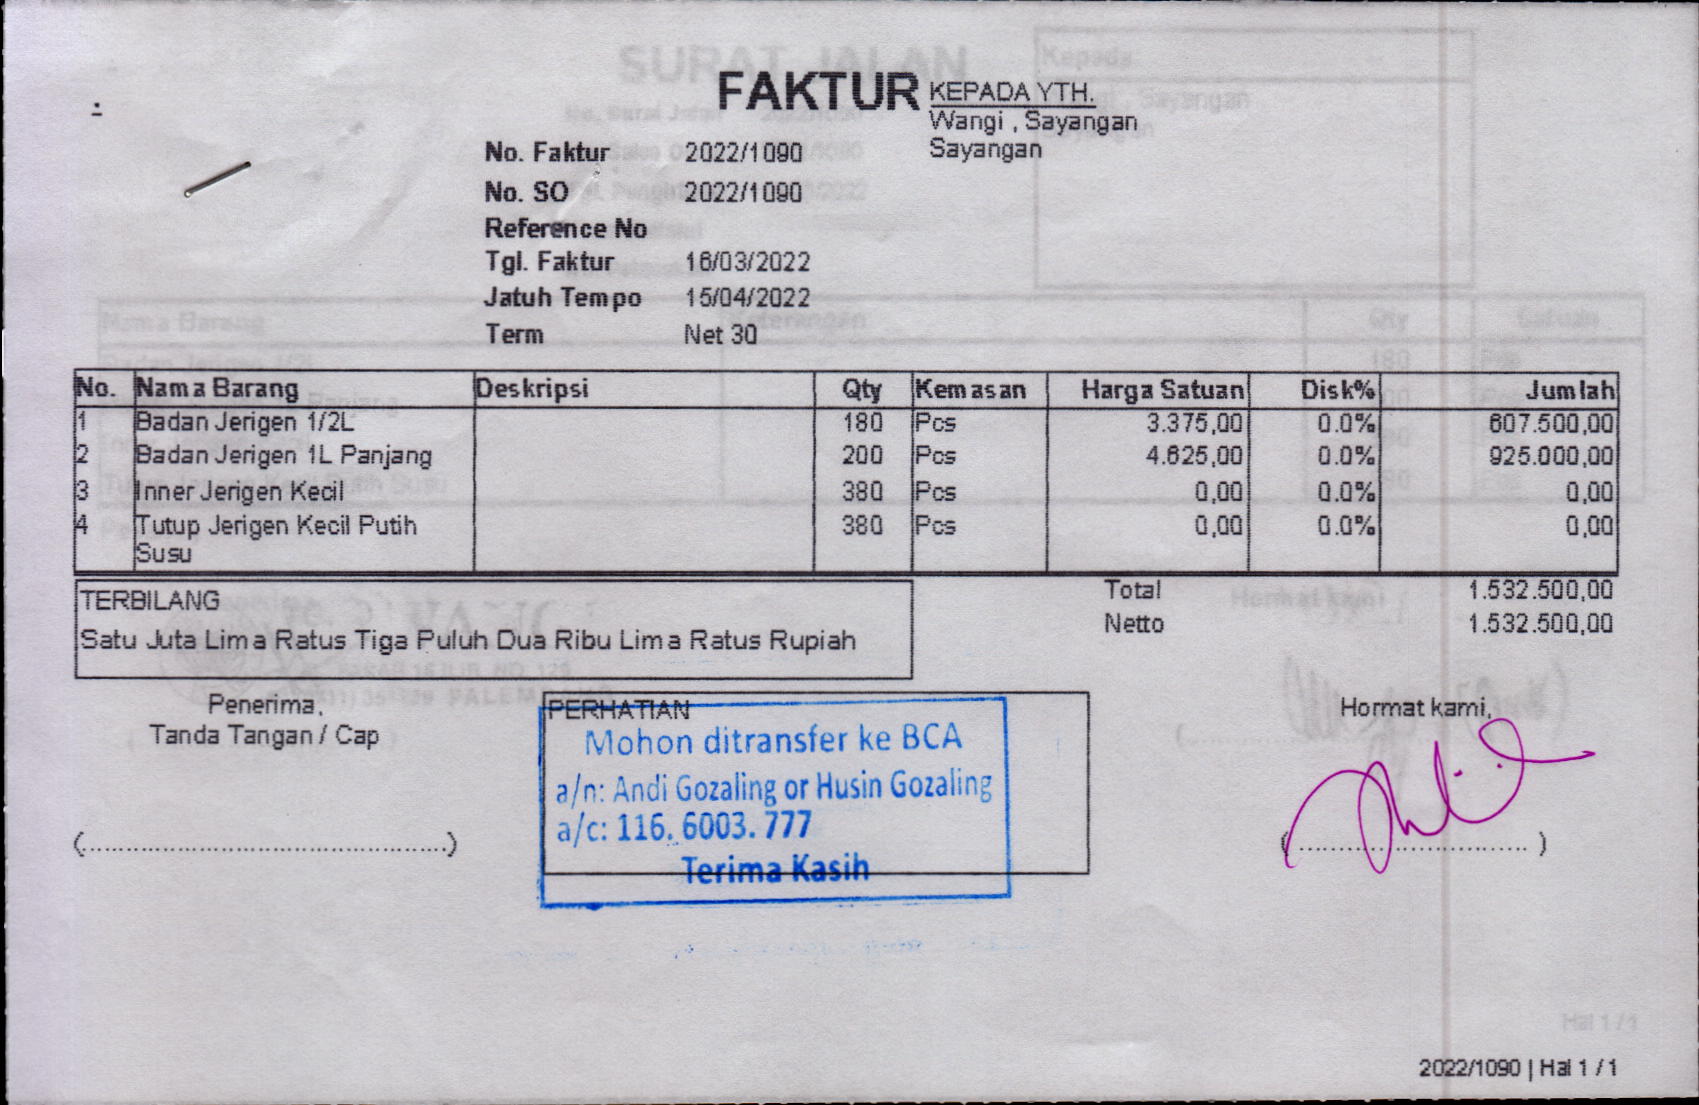 FAKTUR
KEPADA YTH.
Wangi , Sayangan
Sayangan
No. Faktur 2022/1090
No. SO 2022/1090
Reference No
Tgl. Faktur 16/03/2022
Jatuh Tempo 15/04/2022
Term Net 30
No. Nama Barang Deskripsi Qty Kemasan Harga Satuan Disk% Jumlah
1 Badan Jerigen 1/2L 180 Pcs 3.375,00 0.0% 607.500,00
2 Badan Jerigen 1L Panjang 200 Pcs 4.625,00 0.0% 925.000,00
3 Inner Jerigen Kecil 380 Pcs 0,00 0.0% 0,00
4 Tutup Jerigen Kecil Putih 380 Pcs 0,00 0.0% 0,00
Susu
TERBILANG
Satu Juta Lima Ratus Tiga Puluh Dua Ribu Lima Ratus Rupiah
Total 1.532.500,00
Netto 1.532.500,00
Penerima,
Tanda Tangan / Cap
PERHATIAN
Mohon ditransfer ke BCA
a/n: Andi Gozaling or Husin Gozaling
a/c: 116. 6003. 777
Terima Kasih
Hormat kami,
2022/1090 | Hal 1 / 1